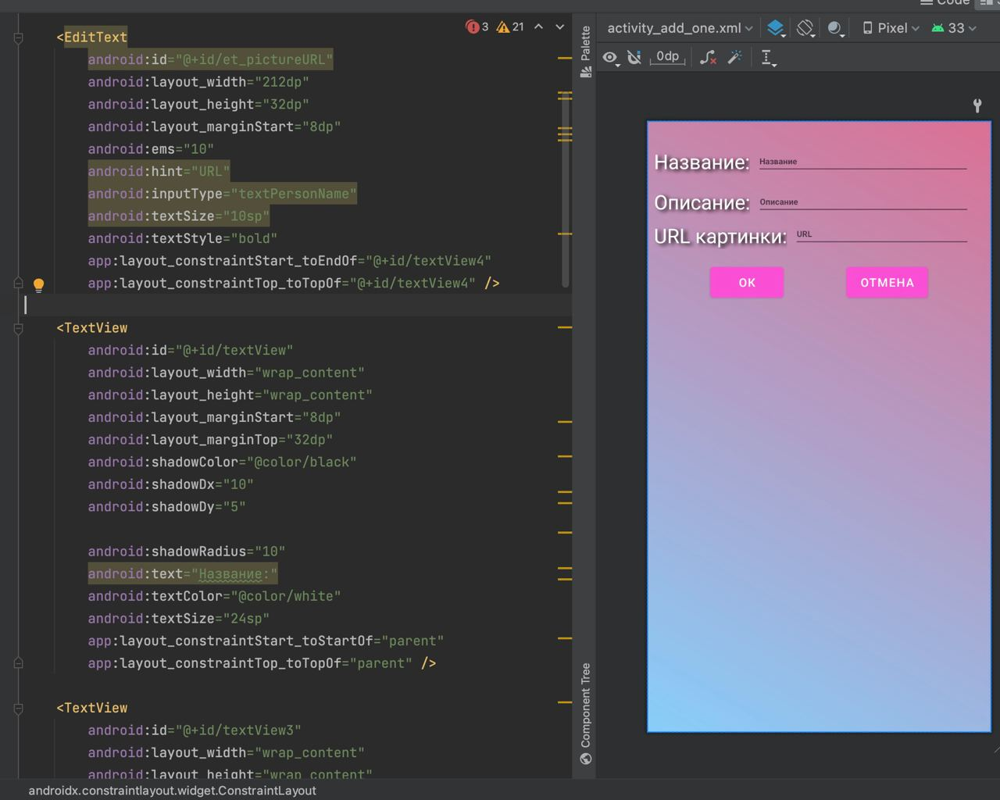 Code
<EditText
3 21
android:id="@+id/et_pictureURL"
android:layout_width="212dp"
android:layout_height="32dp"
android:layout_marginStart="8dp"
android:ems="10"
android:hint="URL"
android:inputType="textPersonName"
android:textSize="10sp"
android:textStyle="bold"
app:layout_constraintStart_toEndOf="@+id/textView4"
app:layout_constraintTop_toTopOf="@+id/textView4" />
<TextView
android:id="@+id/textView"
android:layout_width="wrap_content"
android:layout_height="wrap_content"
android:layout_marginStart="8dp"
android:layout_marginTop="32dp"
android:shadowColor="@color/black"
android:shadowDx="10"
android:shadowDy="5"
android:shadowRadius="10"
android:text="Название:"
android:textColor="@color/white"
android:textSize="24sp"
app:layout_constraintStart_toStartOf="parent"
app:layout_constraintTop_toTopOf="parent" />
<TextView
android:id="@+id/textView3"
android:layout_width="wrap_content"
android:layout_height="wrap_content"
androidx.constraintlayout.widget.ConstraintLayout
Palette
Component Tree
activity_add_one.xml Pixel 33
0dp
Название: Название
Описание: Описание
URL картинки: URL
ОК ОТМЕНА